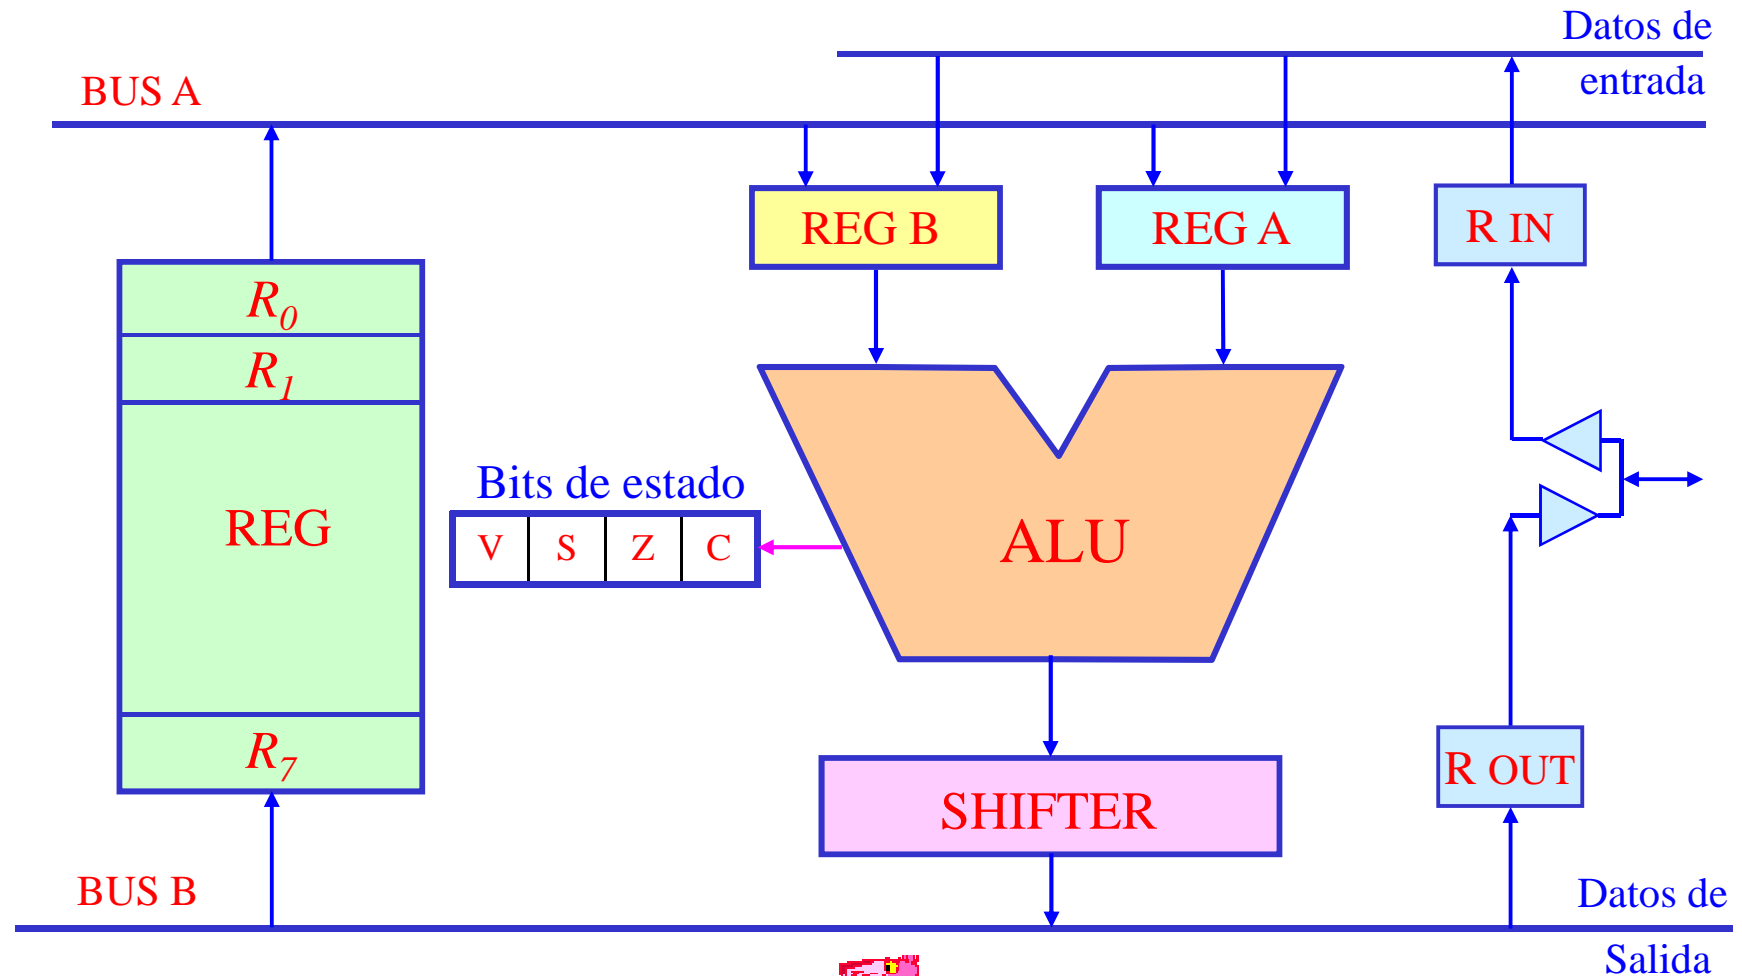 Datos de
entrada
BUS A
REG B
REG A
R IN
R0
R1
REG
Bits de estado
V S Z C
ALU
R7
SHIFTER
R OUT
BUS B
Datos de
Salida